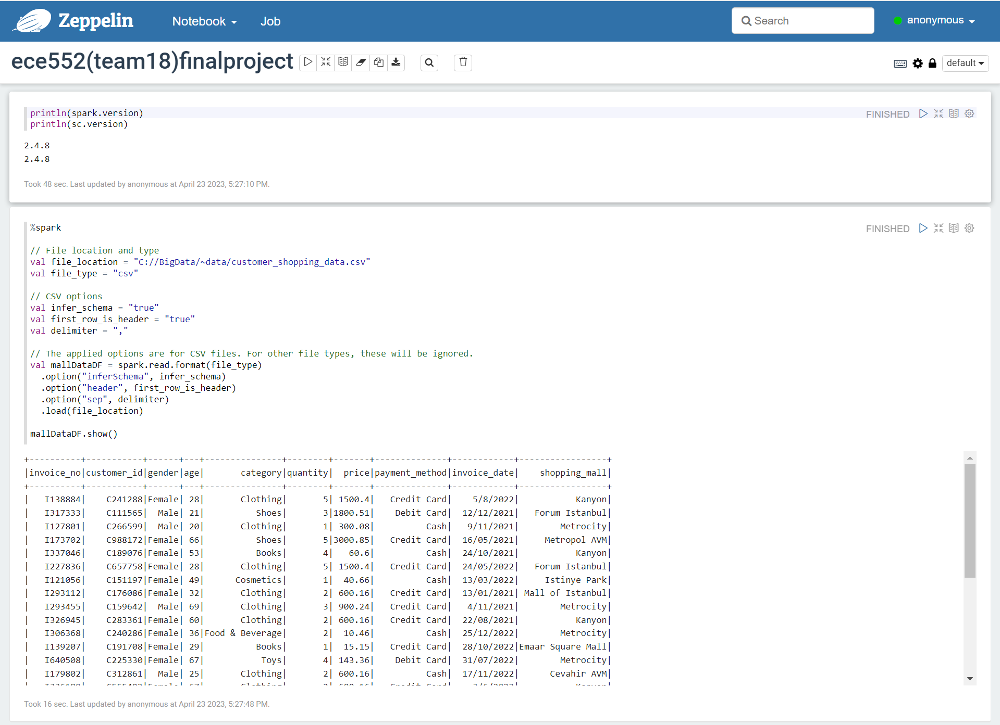 Zeppelin Notebook Job Search anonymous
ece552(team18)finalproject default
println(spark.version) FINISHED
println(sc.version)
2.4.8
2.4.8
Took 48 sec. Last updated by anonymous at April 23 2023, 5:27:10 PM.
%spark FINISHED
// File location and type
val file_location = "C://BigData/~data/customer_shopping_data.csv"
val file_type = "csv"
// CSV options
val infer_schema = "true"
val first_row_is_header = "true"
val delimiter = ","
// The applied options are for CSV files. For other file types, these will be ignored.
val mallDataDF = spark.read.format(file_type)
.option("inferSchema", infer_schema)
.option("header", first_row_is_header)
.option("sep", delimiter)
.load(file_location)
mallDataDF.show()
+----------+-----------+------+---+---------------+--------+-------+--------------+------------+-----------------+
|invoice_no|customer_id|gender|age|       category|quantity|  price|payment_method|invoice_date|    shopping_mall|
+----------+-----------+------+---+---------------+--------+-------+--------------+------------+-----------------+
|   I138884|    C241288|Female| 28|       Clothing|       5| 1500.4|   Credit Card|    5/8/2022|           Kanyon|
|   I317333|    C111565|  Male| 21|          Shoes|       3|1800.51|    Debit Card|  12/12/2021|   Forum Istanbul|
|   I127801|    C266599|  Male| 20|       Clothing|       1| 300.08|          Cash|   9/11/2021|        Metrocity|
|   I173702|    C988172|Female| 66|          Shoes|       5|3000.85|   Credit Card|  16/05/2021|     Metropol AVM|
|   I337046|    C189076|Female| 53|          Books|       4|   60.6|          Cash|  24/10/2021|           Kanyon|
|   I227836|    C657758|Female| 28|       Clothing|       5| 1500.4|   Credit Card|  24/05/2022|   Forum Istanbul|
|   I121056|    C151197|Female| 49|      Cosmetics|       1|  40.66|          Cash|  13/03/2022|     Istinye Park|
|   I293112|    C176086|Female| 32|       Clothing|       2| 600.16|   Credit Card|  13/01/2021| Mall of Istanbul|
|   I293455|    C159642|  Male| 69|       Clothing|       3| 900.24|   Credit Card|   4/11/2021|        Metrocity|
|   I326945|    C283361|Female| 60|       Clothing|       2| 600.16|   Credit Card|  22/08/2021|           Kanyon|
|   I306368|    C240286|Female| 36|Food & Beverage|       2|  10.46|          Cash|  25/12/2022|        Metrocity|
|   I139207|    C191708|Female| 29|          Books|       1|  15.15|   Credit Card|  28/10/2022|Emaar Square Mall|
|   I640508|    C225330|Female| 67|           Toys|       4| 143.36|    Debit Card|  31/07/2022|        Metrocity|
|   I179802|    C312861|  Male| 25|       Clothing|       2| 600.16|          Cash|  17/11/2022|      Cevahir AVM|
Took 16 sec. Last updated by anonymous at April 23 2023, 5:27:48 PM.